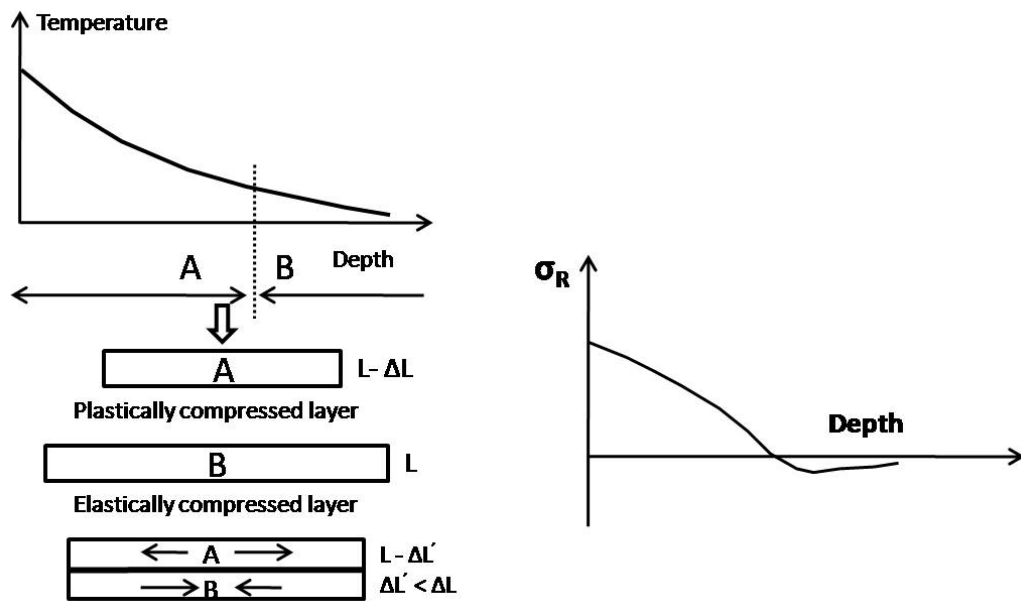 Temperature
A
B
Depth
A
L- ΔL
Plastically compressed layer
B
L
Elastically compressed layer
A
L - ΔL′
B
ΔL′ < ΔL
σR
Depth